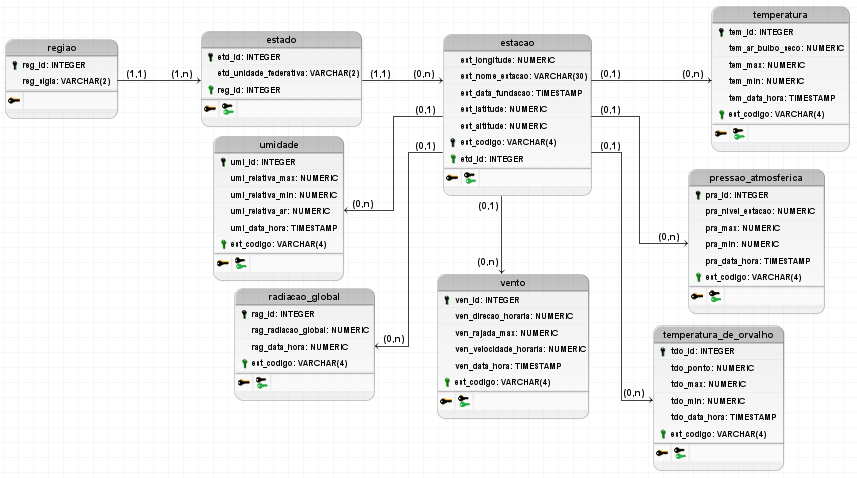 regiao
reg_id: INTEGER
reg_sigla: VARCHAR(2)
(1,1)
(1,n)
estado
etd_id: INTEGER
etd_unidade_federativa: VARCHAR(2)
reg_id: INTEGER
(1,1)
(0,n)
estacao
est_longitude: NUMERIC
est_nome_estacao: VARCHAR(30)
est_data_fundacao: TIMESTAMP
est_latitude: NUMERIC
est_altitude: NUMERIC
est_codigo: VARCHAR(4)
etd_id: INTEGER
(0,1)
(0,n)
temperatura
tem_id: INTEGER
tem_ar_bulbo_seco: NUMERIC
tem_max: NUMERIC
tem_min: NUMERIC
tem_data_hora: TIMESTAMP
est_codigo: VARCHAR(4)
(0,1)
(0,n)
umidade
umi_id: INTEGER
umi_relativa_max: NUMERIC
umi_relativa_min: NUMERIC
umi_relativa_ar: NUMERIC
umi_data_hora: TIMESTAMP
est_codigo: VARCHAR(4)
(0,1)
(0,n)
pressao_atmosferica
pra_id: INTEGER
pra_nivel_estacao: NUMERIC
pra_max: NUMERIC
pra_min: NUMERIC
pra_data_hora: TIMESTAMP
est_codigo: VARCHAR(4)
(0,1)
(0,n)
radiacao_global
rag_id: INTEGER
rag_radiacao_global: NUMERIC
rag_data_hora: NUMERIC
est_codigo: VARCHAR(4)
(0,1)
(0,n)
(0,1)
(0,n)
vento
ven_id: INTEGER
ven_direcao_horaria: NUMERIC
ven_rajada_max: NUMERIC
ven_velocidade_horaria: NUMERIC
ven_data_hora: TIMESTAMP
est_codigo: VARCHAR(4)
(0,1)
(0,n)
temperatura_de_orvalho
tdo_id: INTEGER
tdo_ponto: NUMERIC
tdo_max: NUMERIC
tdo_min: NUMERIC
tdo_data_hora: TIMESTAMP
est_codigo: VARCHAR(4)